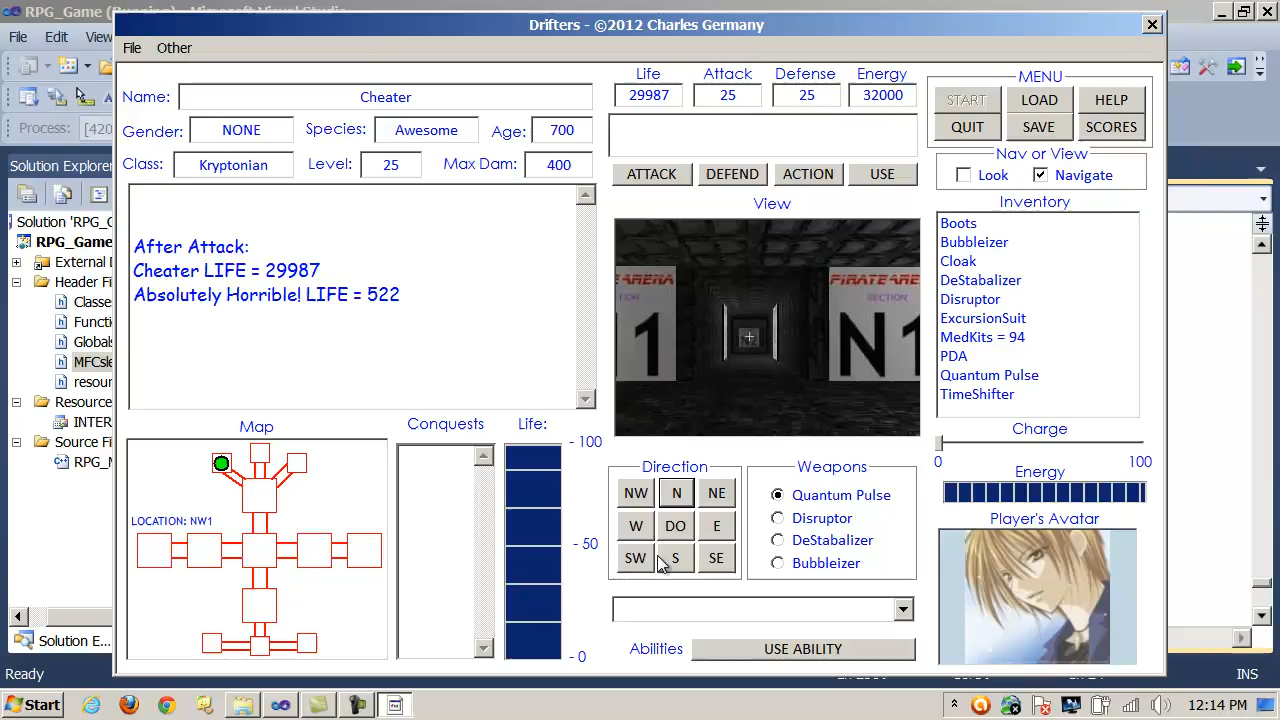 RPG_Game (Running) - Microsoft Visual Studio
Drifters - ©2012 Charles Germany
File Edit View
File Other
Name: Cheater
Gender: NONE Species: Awesome Age: 700
Class: Kryptonian Level: 25 Max Dam: 400
Life Attack Defense Energy
29987 25 25 32000
ATTACK DEFEND ACTION USE
MENU
START LOAD HELP
QUIT SAVE SCORES
Nav or View
Look Navigate
Process: [420
Solution Explorer
Solution 'RPG_G
RPG_Game
External D
Header Fi
Classe
Functi
Global
MFCsle
resour
Resource
INTER
Source Fi
RPG_M
Solution E...
After Attack:
Cheater LIFE = 29987
Absolutely Horrible! LIFE = 522
View
PIRATE ARENA
SECTION
N1
Inventory
Boots
Bubbleizer
Cloak
DeStabalizer
Disruptor
ExcursionSuit
MedKits = 94
PDA
Quantum Pulse
TimeShifter
Charge
0 100
Energy
Player's Avatar
Map
LOCATION: NW1
Conquests
Life:
- 100
- 50
- 0
Direction
NW N NE
W DO E
SW S SE
Weapons
Quantum Pulse
Disruptor
DeStabalizer
Bubbleizer
Abilities USE ABILITY
Ready
INS
Start
12:14 PM